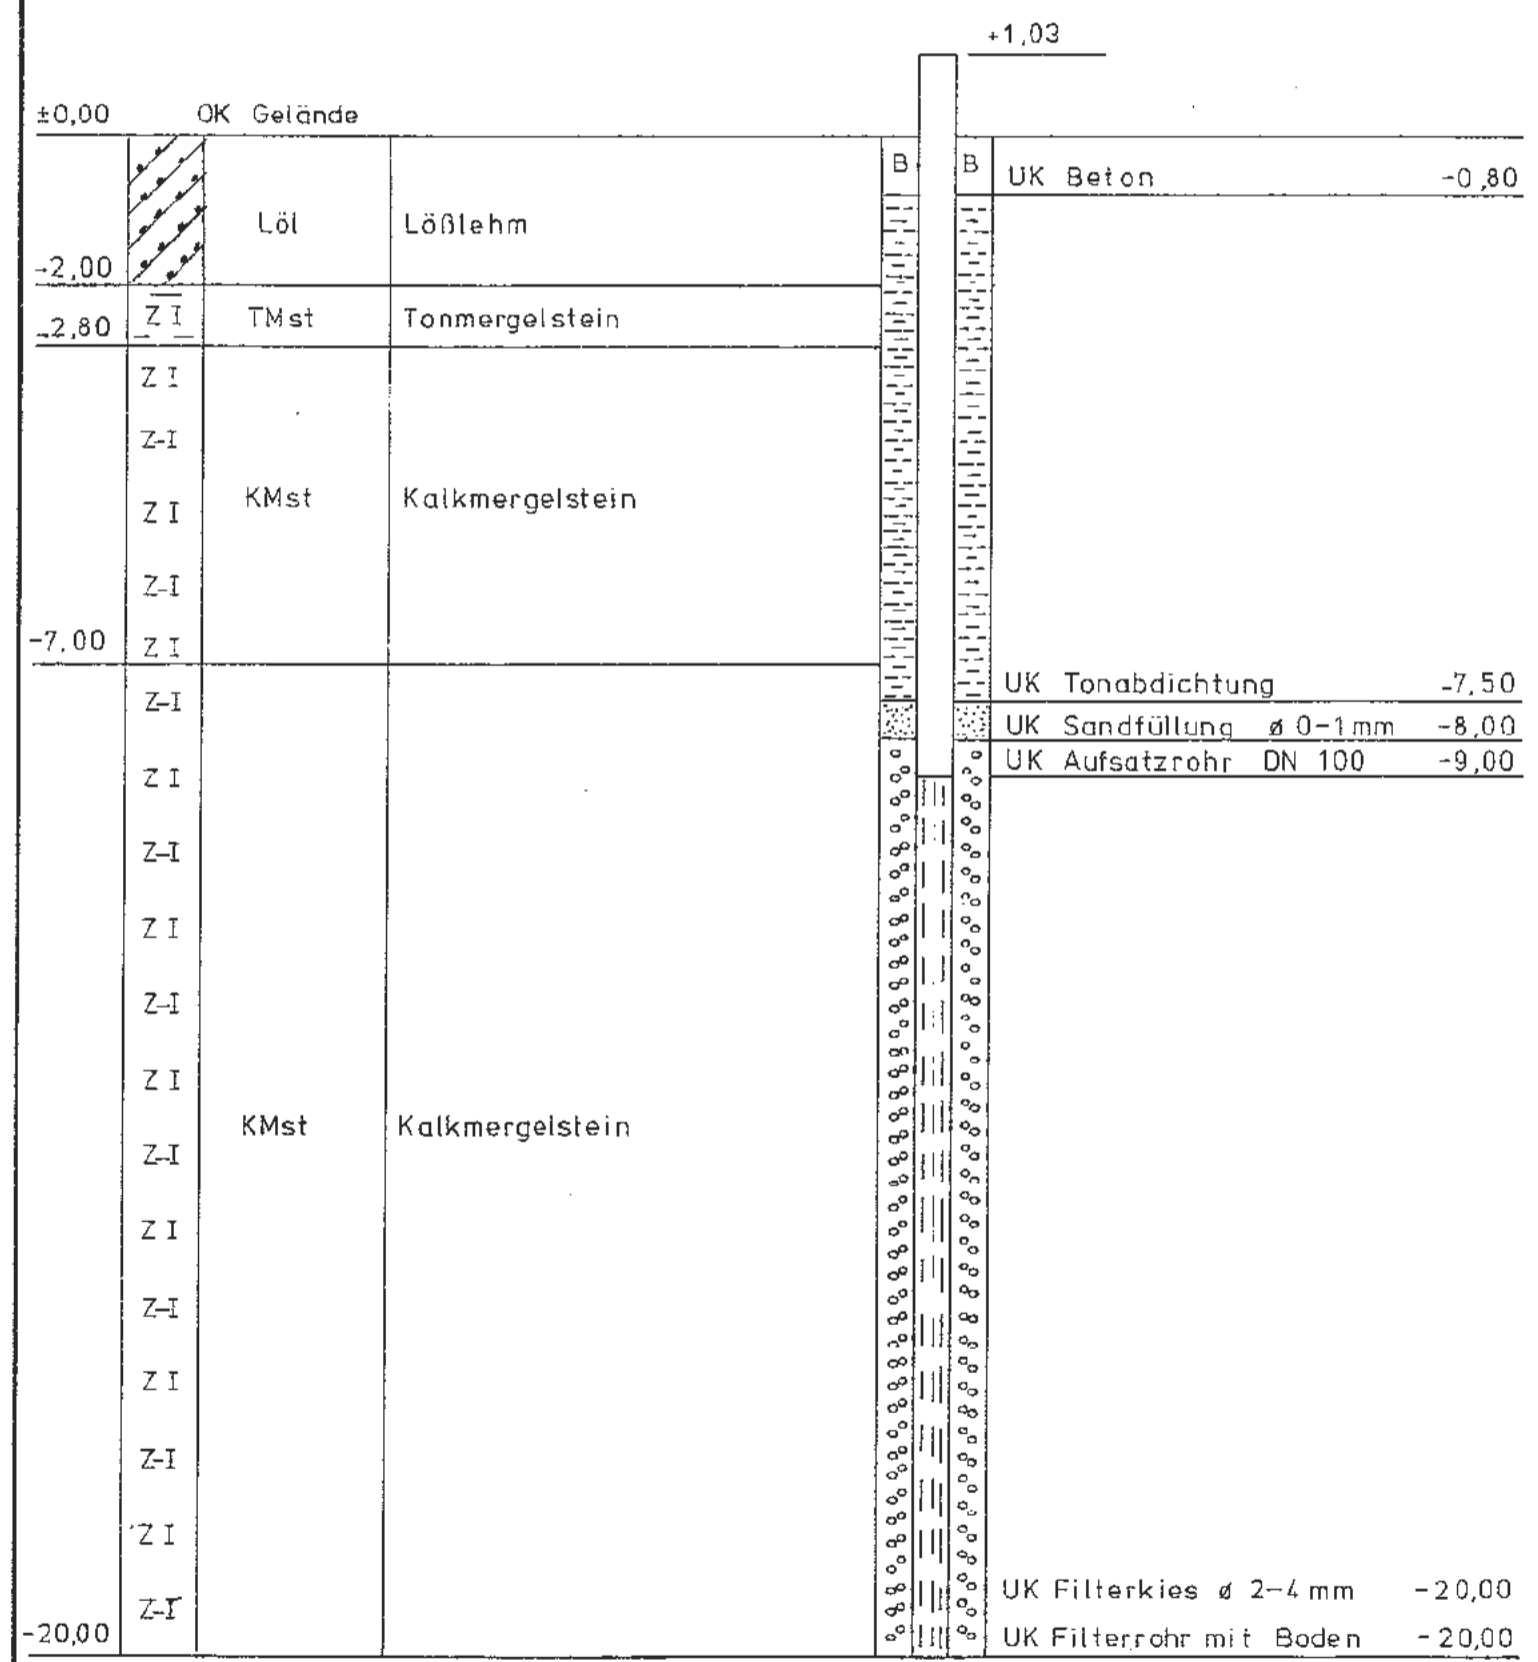 +1,03
±0,00 OK Gelände
B B UK Beton -0,80
Löl Lößlehm
-2,00
Z I TMst Tonmergelstein
-2,80
Z I
Z-I
Z I KMst Kalkmergelstein
Z-I
-7,00 Z I
UK Tonabdichtung -7,50
Z-I
UK Sandfüllung ø 0-1mm -8,00
UK Aufsatzrohr DN 100 -9,00
Z I
Z-I
Z I
Z-I
Z I
KMst Kalkmergelstein
Z-I
Z I
Z-I
Z I
Z-I
Z I
UK Filterkies ø 2-4 mm -20,00
Z-I
-20,00 UK Filterrohr mit Boden -20,00